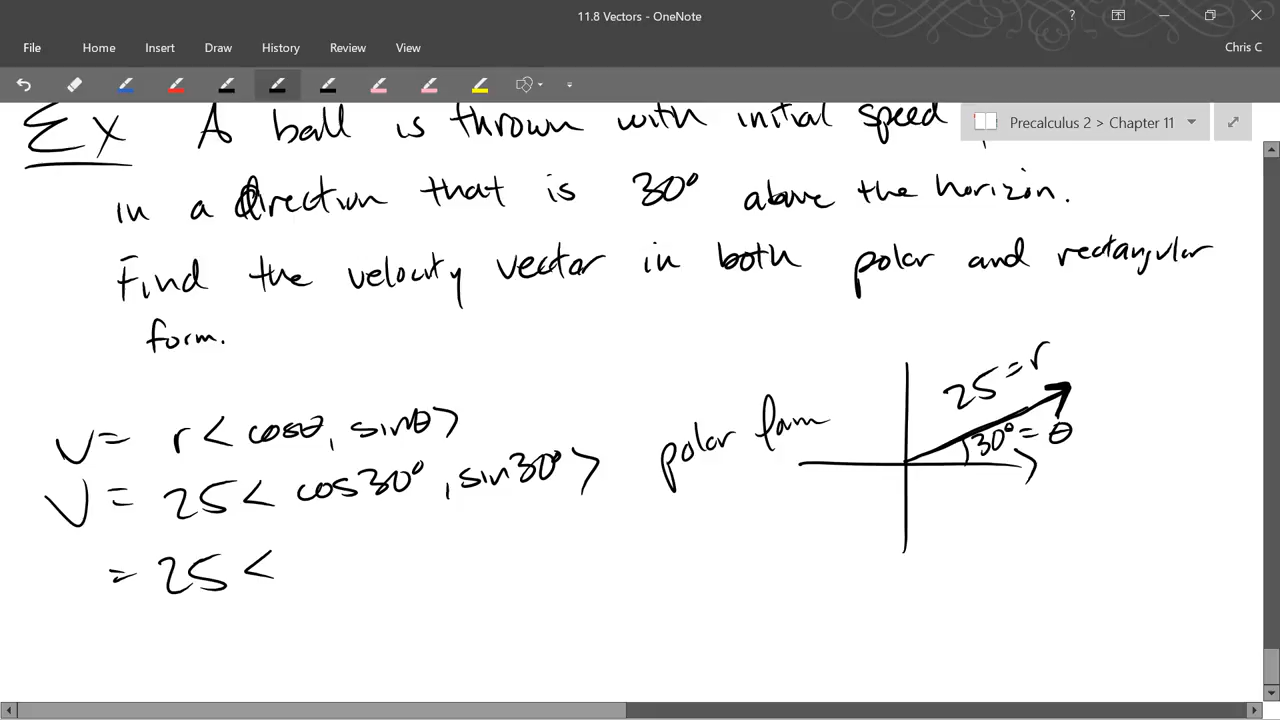 11.8 Vectors - OneNote
File Home Insert Draw History Review View Chris C
Precalculus 2 > Chapter 11
Ex A ball is thrown with initial speed
in a direction that is 30° above the horizon.
Find the velocity vector in both polar and rectangular
form.
v = r < cosθ, sinθ >
v = 25 < cos30°, sin30° > polar form
= 25 <
25 = r
30° = θ